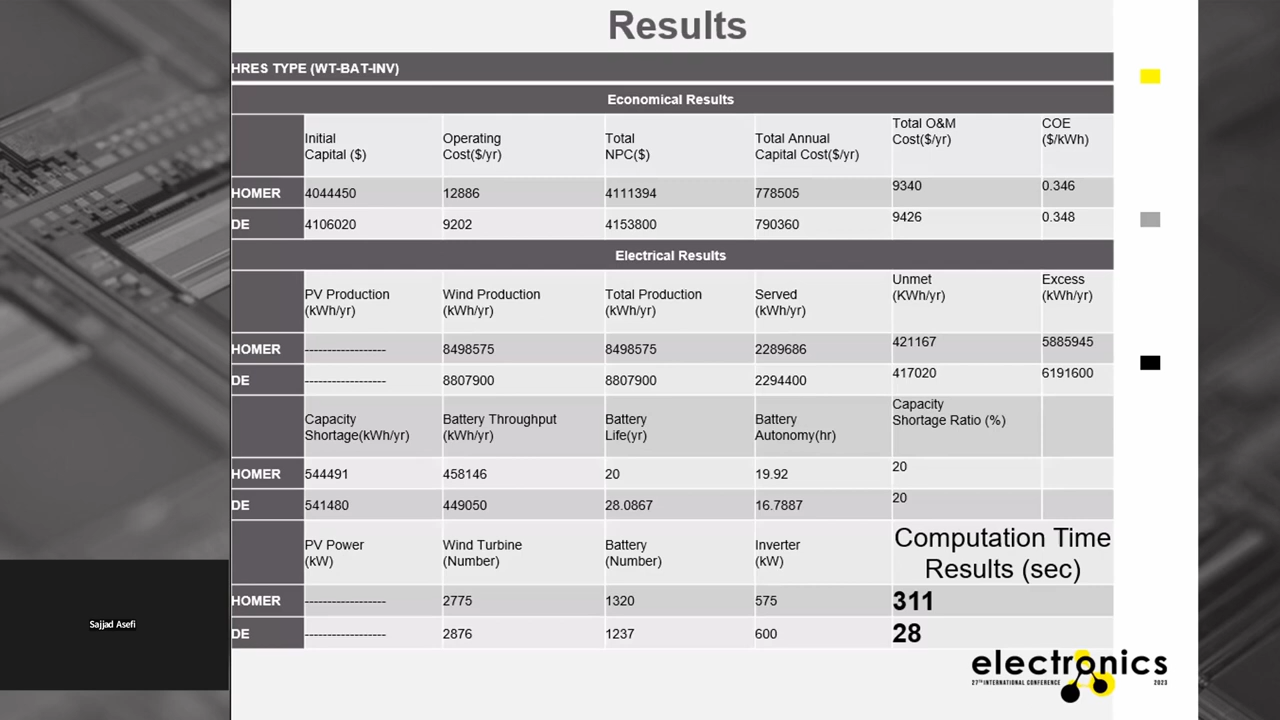 Results
HRES TYPE (WT-BAT-INV)
Economical Results
Initial Capital ($) Operating Cost($/yr) Total NPC($) Total Annual Capital Cost($/yr) Total O&M Cost($/yr) COE ($/kWh)
HOMER 4044450 12886 4111394 778505 9340 0.346
DE 4106020 9202 4153800 790360 9426 0.348
Electrical Results
PV Production (kWh/yr) Wind Production (kWh/yr) Total Production (kWh/yr) Served (kWh/yr) Unmet (KWh/yr) Excess (kWh/yr)
HOMER ------------------ 8498575 8498575 2289686 421167 5885945
DE ------------------ 8807900 8807900 2294400 417020 6191600
Capacity Shortage(kWh/yr) Battery Throughput (kWh/yr) Battery Life(yr) Battery Autonomy(hr) Capacity Shortage Ratio (%)
HOMER 544491 458146 20 19.92 20
DE 541480 449050 28.0867 16.7887 20
PV Power (kW) Wind Turbine (Number) Battery (Number) Inverter (kW) Computation Time Results (sec)
HOMER ------------------ 2775 1320 575 311
DE ------------------ 2876 1237 600 28
Sajjad Asefi
electronics
27TH INTERNATIONAL CONFERENCE 2023